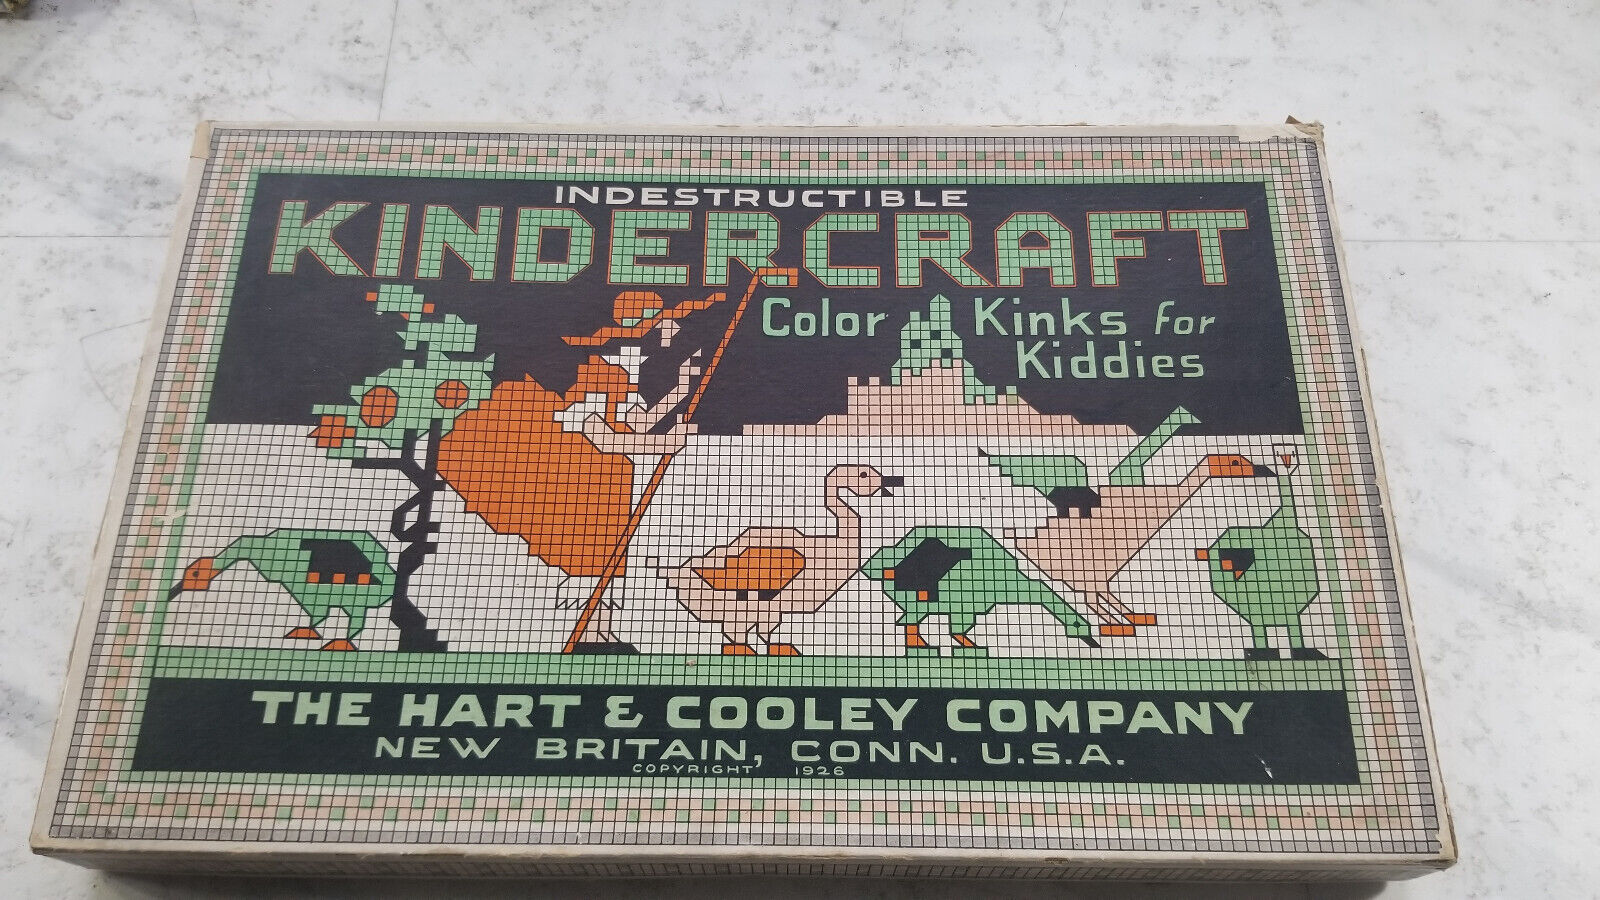 INDESTRUCTIBLE
KINDERCRAFT
Color Kinks for
Kiddies
THE HART & COOLEY COMPANY
NEW BRITAIN, CONN. U.S.A.
COPYRIGHT 1926